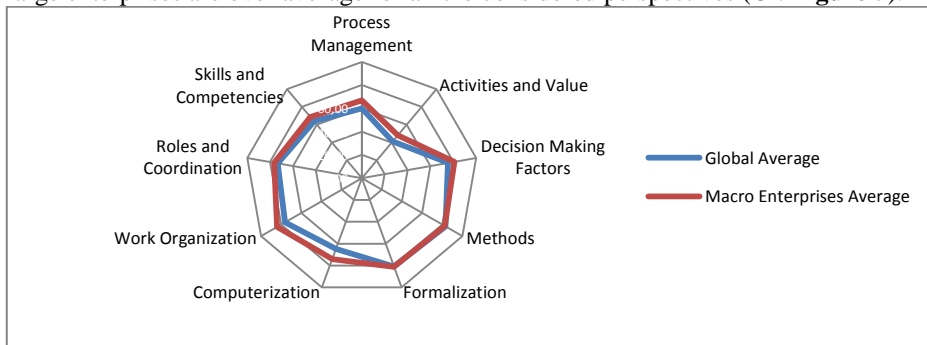 Process
Management
Activities and Value
Decision Making
Factors
Methods
Formalization
Computerization
Work Organization
Roles and
Coordination
Skills and
Competencies
Global Average
Macro Enterprises Average